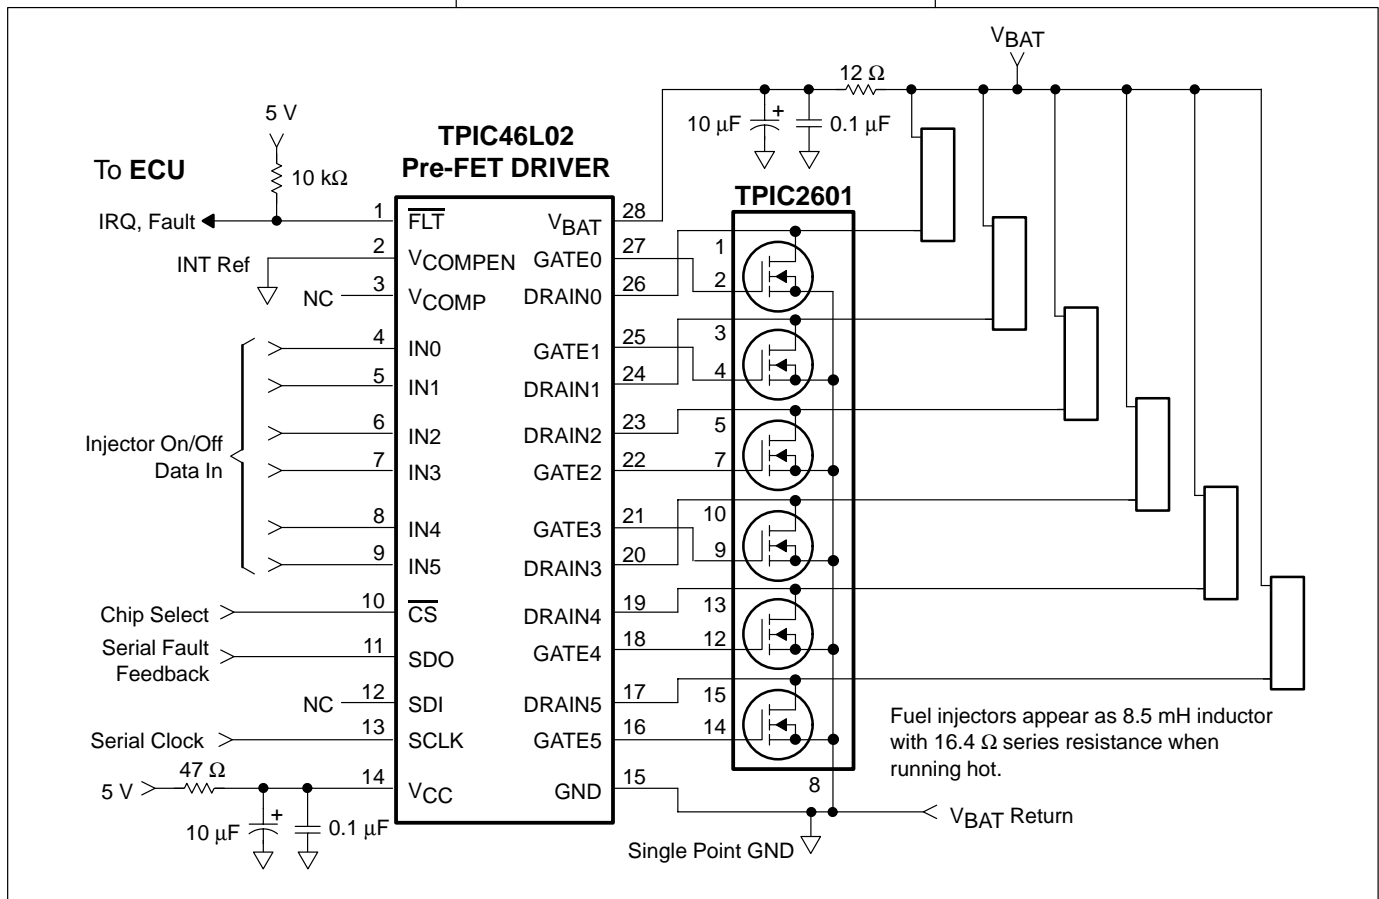 VBAT
12 Ω
5 V
10 μF
+
0.1 μF
TPIC46L02
Pre-FET DRIVER
To ECU
10 kΩ
TPIC2601
IRQ, Fault
1
FLT
VBAT
28
INT Ref
2
VCOMPEN
GATE0
27
NC
3
VCOMP
DRAIN0
26
1
2
4
IN0
GATE1
25
5
IN1
DRAIN1
24
3
4
Injector On/Off
Data In
6
IN2
DRAIN2
23
7
IN3
GATE2
22
5
7
8
IN4
GATE3
21
9
IN5
DRAIN3
20
10
9
Chip Select
10
CS
DRAIN4
19
Serial Fault
Feedback
11
SDO
GATE4
18
13
12
NC
12
SDI
DRAIN5
17
Serial Clock
13
SCLK
GATE5
16
15
14
Fuel injectors appear as 8.5 mH inductor
with 16.4 Ω series resistance when
running hot.
5 V
47 Ω
14
VCC
GND
15
8
10 μF
+
0.1 μF
VBAT Return
Single Point GND